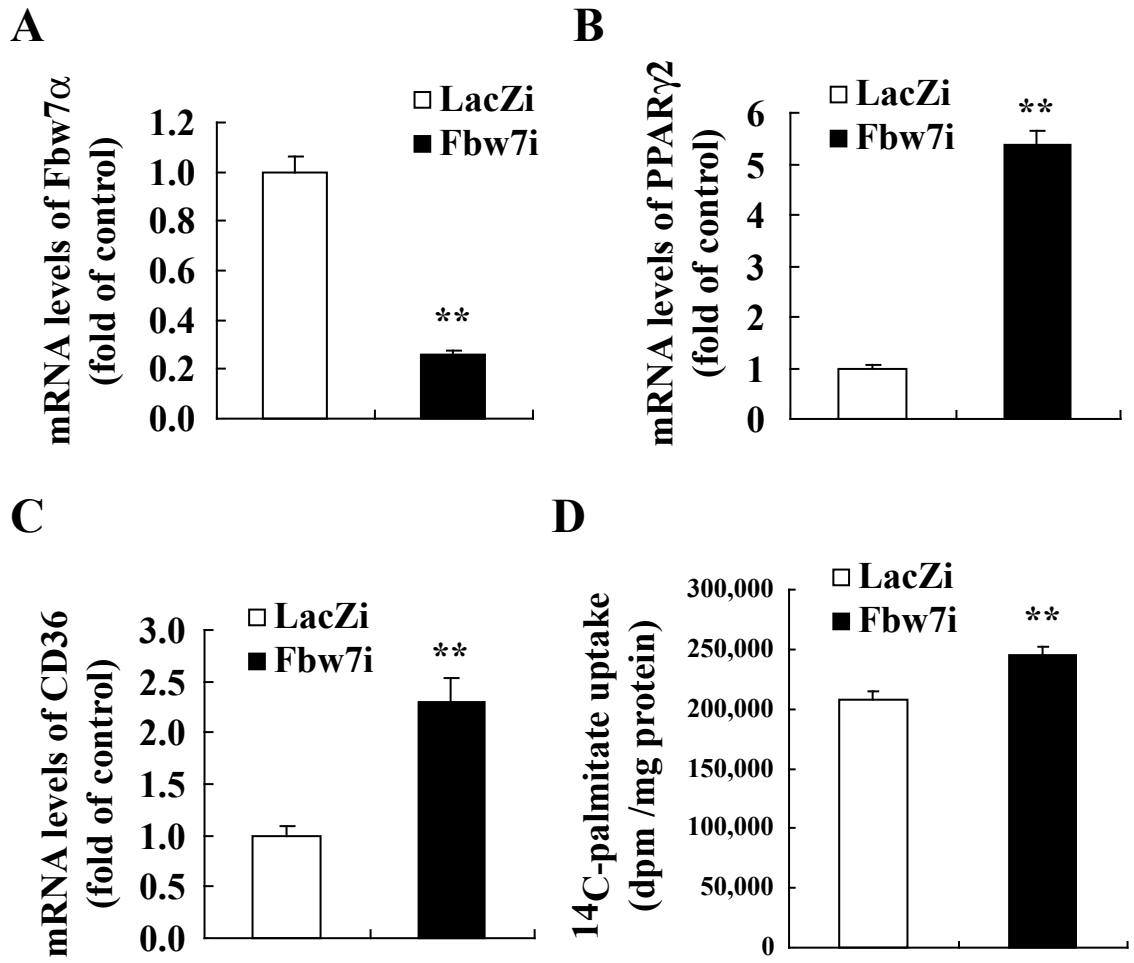 A
mRNA levels of Fbw7α
(fold of control)
LacZi
Fbw7i
1.2
1.0
0.8
0.6
0.4
0.2
0.0
**
B
mRNA levels of PPARγ2
(fold of control)
LacZi
Fbw7i
6
5
4
3
2
1
0
**
C
mRNA levels of CD36
(fold of control)
LacZi
Fbw7i
3.0
2.5
2.0
1.5
1.0
0.5
0.0
**
D
¹⁴C-palmitate uptake
(dpm /mg protein)
LacZi
Fbw7i
300,000
250,000
200,000
150,000
100,000
50,000
0
**